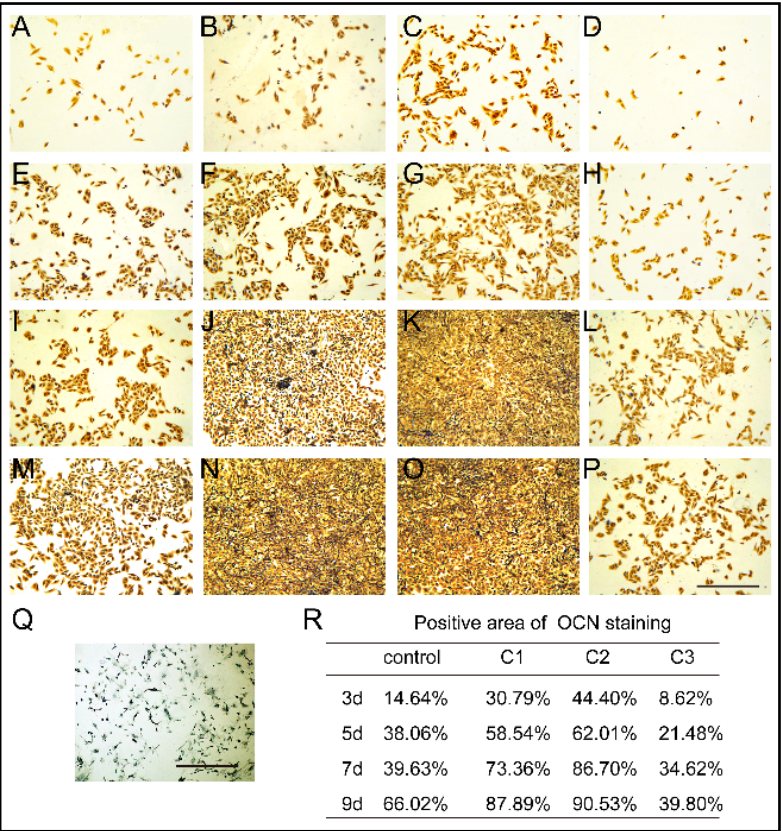 A B C D
E F G H
I J K L
M N O P
Q R Positive area of OCN staining
control C1 C2 C3
3d 14.64% 30.79% 44.40% 8.62%
5d 38.06% 58.54% 62.01% 21.48%
7d 39.63% 73.36% 86.70% 34.62%
9d 66.02% 87.89% 90.53% 39.80%